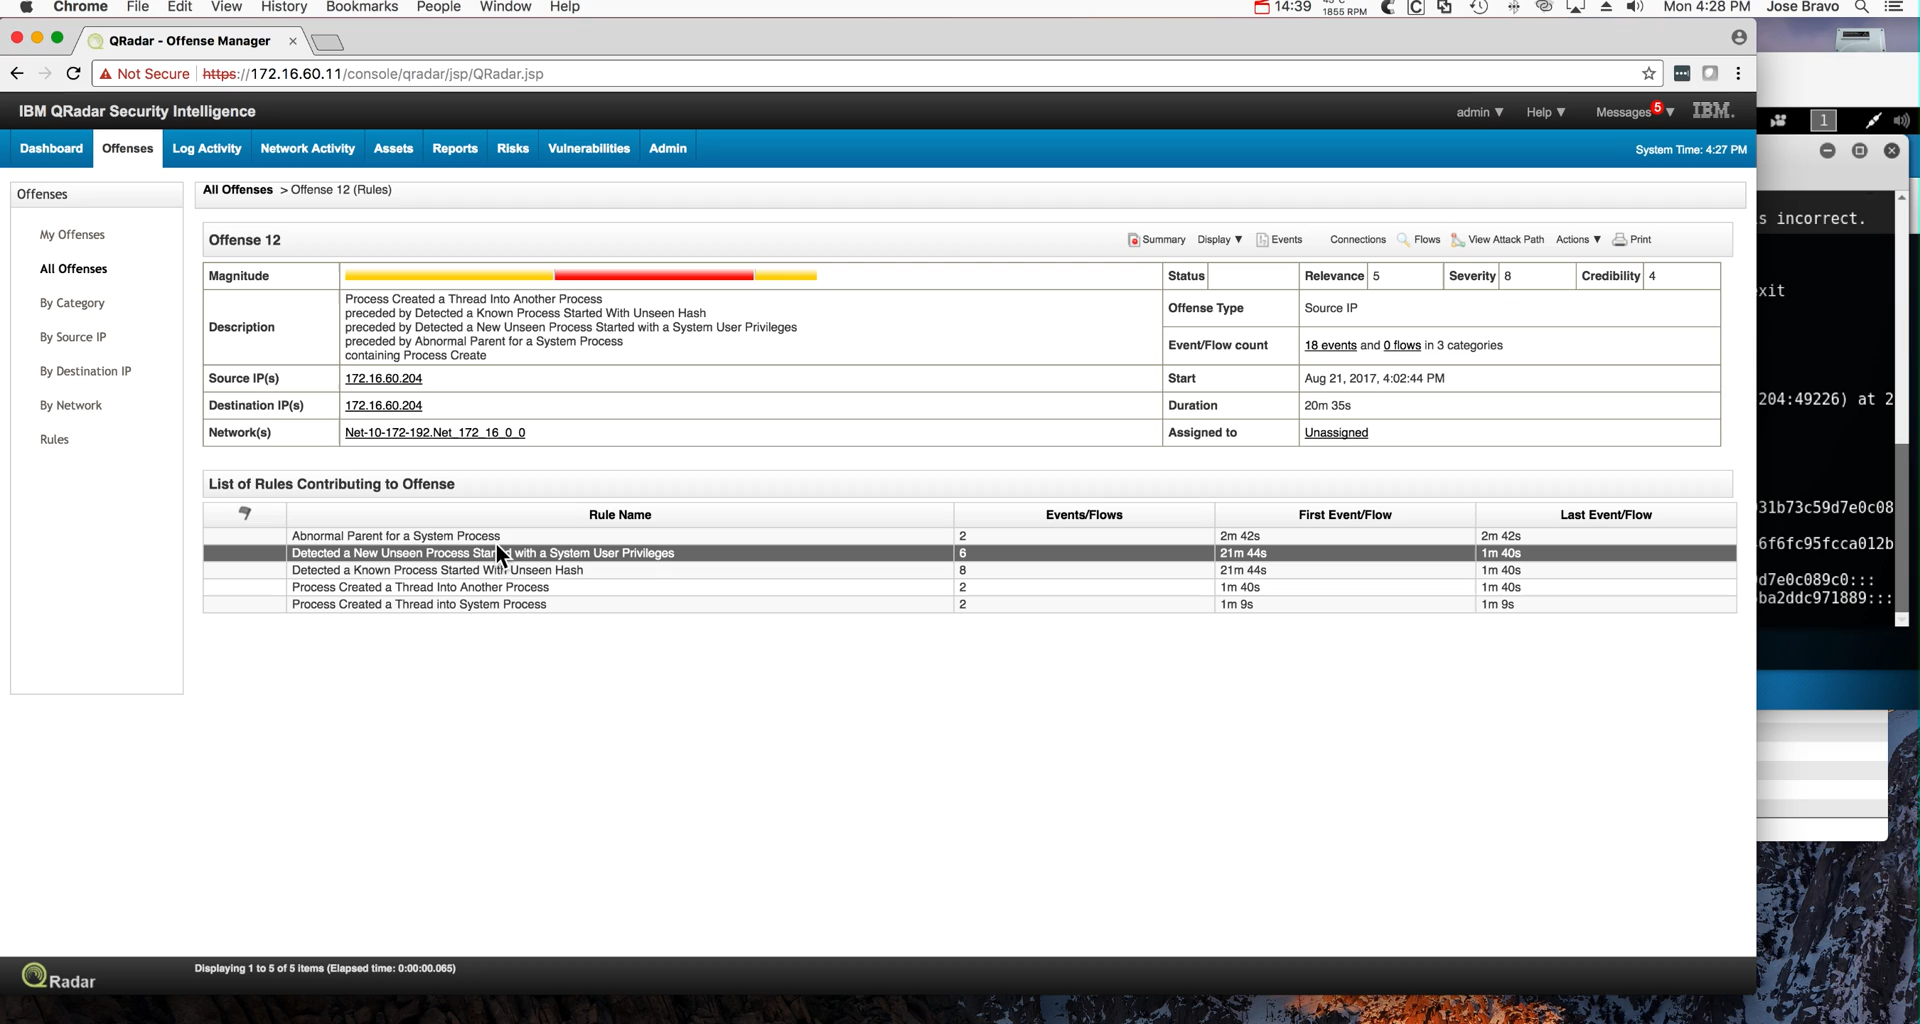 Chrome File Edit View History Bookmarks People Window Help 14:39 1855 RPM Mon 4:28 PM Jose Bravo
QRadar - Offense Manager
Not Secure https://172.16.60.11/console/qradar/jsp/QRadar.jsp
IBM QRadar Security Intelligence admin Help Messages 5 IBM.
Dashboard Offenses Log Activity Network Activity Assets Reports Risks Vulnerabilities Admin System Time: 4:27 PM
1
Offenses
My Offenses
All Offenses
By Category
By Source IP
By Destination IP
By Network
Rules
All Offenses > Offense 12 (Rules)
Offense 12 Summary Display Events Connections Flows View Attack Path Actions Print
Magnitude Status Relevance 5 Severity 8 Credibility 4
Description
Process Created a Thread Into Another Process
preceded by Detected a Known Process Started With Unseen Hash
preceded by Detected a New Unseen Process Started with a System User Privileges
preceded by Abnormal Parent for a System Process
containing Process Create
Offense Type Source IP
Event/Flow count 18 events and 0 flows in 3 categories
Source IP(s) 172.16.60.204 Start Aug 21, 2017, 4:02:44 PM
Destination IP(s) 172.16.60.204 Duration 20m 35s
Network(s) Net-10-172-192.Net_172_16_0_0 Assigned to Unassigned
List of Rules Contributing to Offense
Rule Name Events/Flows First Event/Flow Last Event/Flow
Abnormal Parent for a System Process 2 2m 42s 2m 42s
Detected a New Unseen Process Started with a System User Privileges 6 21m 44s 1m 40s
Detected a Known Process Started With Unseen Hash 8 21m 44s 1m 40s
Process Created a Thread Into Another Process 2 1m 40s 1m 40s
Process Created a Thread into System Process 2 1m 9s 1m 9s
s incorrect.
xit
204:49226) at 2
31b73c59d7e0c08
6f6fc95fcca012b
d7e0c089c0:::
ba2ddc971889:::
QRadar
Displaying 1 to 5 of 5 items (Elapsed time: 0:00:00.065)